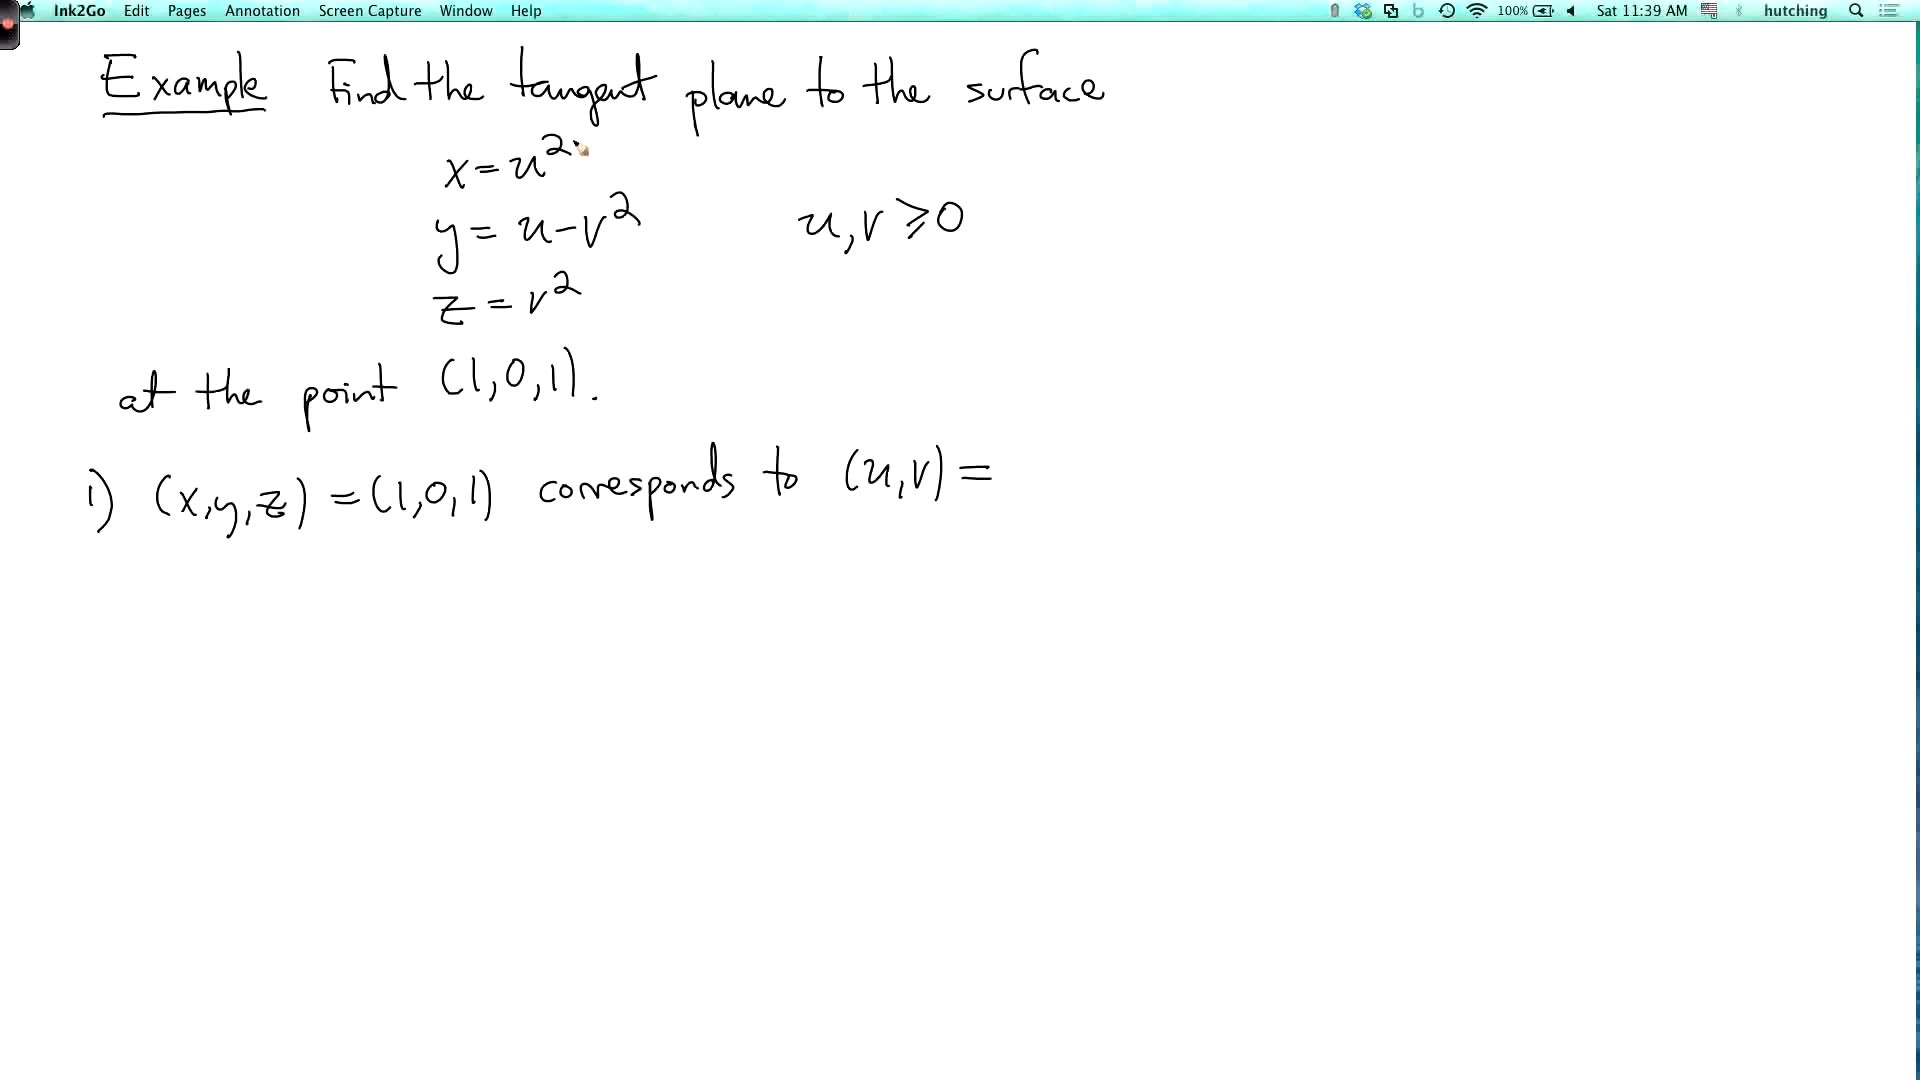 Ink2Go Edit Pages Annotation Screen Capture Window Help 100% Sat 11:39 AM hutching
Example Find the tangent plane to the surface
x = u²
y = u - v² u, v ⩾ 0
z = v²
at the point (1,0,1).
1) (x,y,z) = (1,0,1) corresponds to (u,v) =